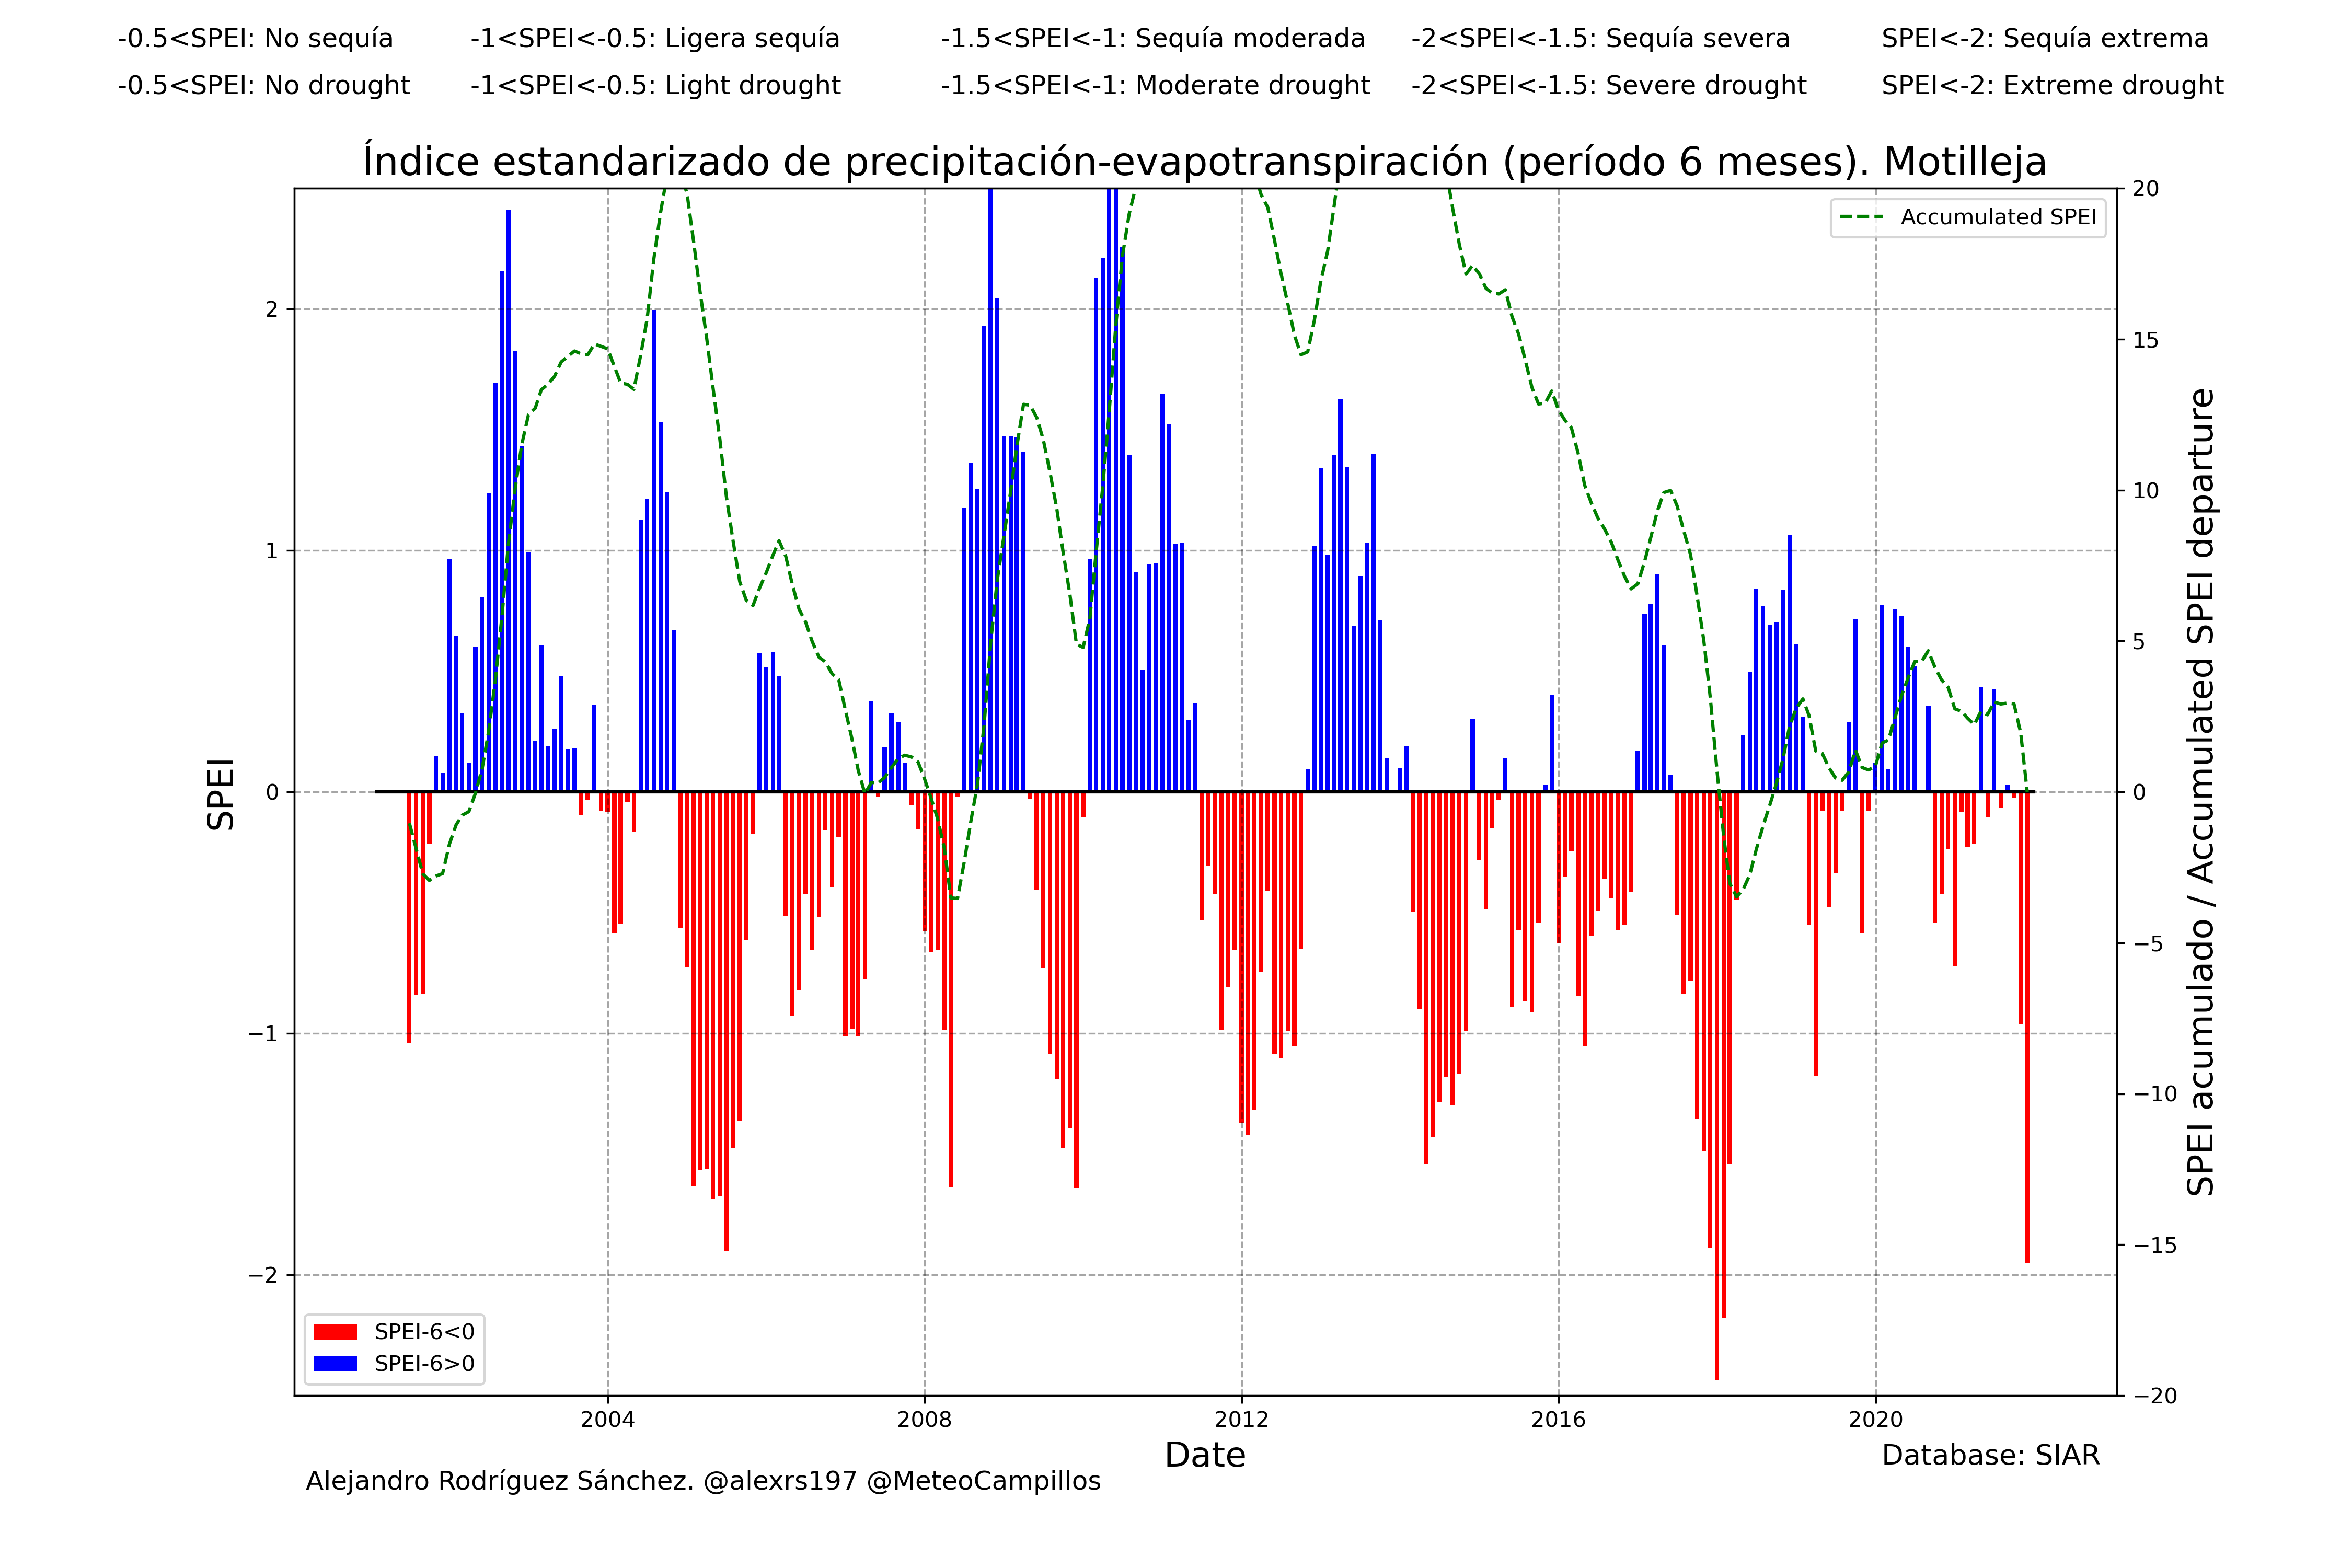 -0.5<SPEI: No sequía -1<SPEI<-0.5: Ligera sequía -1.5<SPEI<-1: Sequía moderada -2<SPEI<-1.5: Sequía severa SPEI<-2: Sequía extrema
-0.5<SPEI: No drought -1<SPEI<-0.5: Light drought -1.5<SPEI<-1: Moderate drought -2<SPEI<-1.5: Severe drought SPEI<-2: Extreme drought
Índice estandarizado de precipitación-evapotranspiración (período 6 meses). Motilleja
Accumulated SPEI
SPEI
2
1
0
−1
−2
20
15
10
5
0
−5
−10
−15
−20
SPEI acumulado / Accumulated SPEI departure
SPEI-6<0
SPEI-6>0
2004 2008 2012 2016 2020
Date
Database: SIAR
Alejandro Rodríguez Sánchez. @alexrs197 @MeteoCampillos